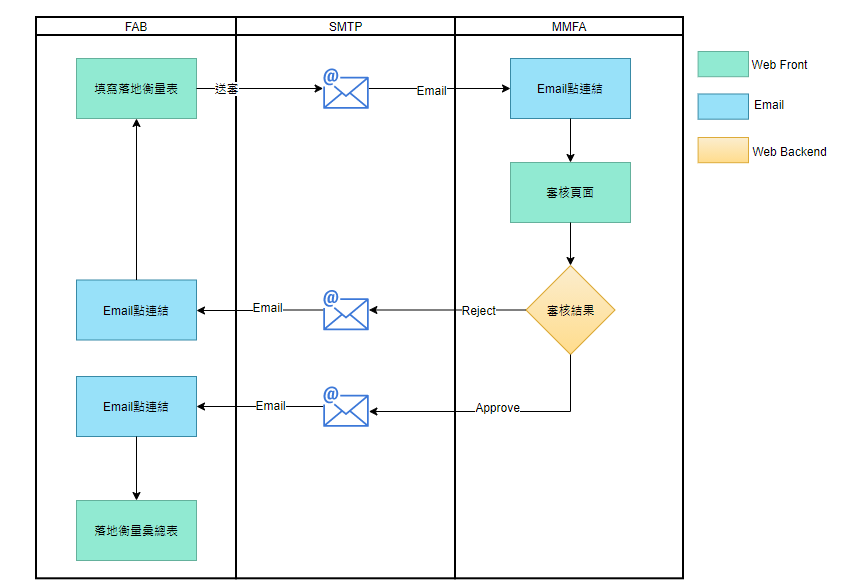 FAB
SMTP
MMFA
填寫落地衡量表
送審
@
Email
Email點連結
Web Front
Email
Web Backend
審核頁面
Email點連結
Email
@
Reject
審核結果
Email點連結
Email
@
Approve
落地衡量彙總表